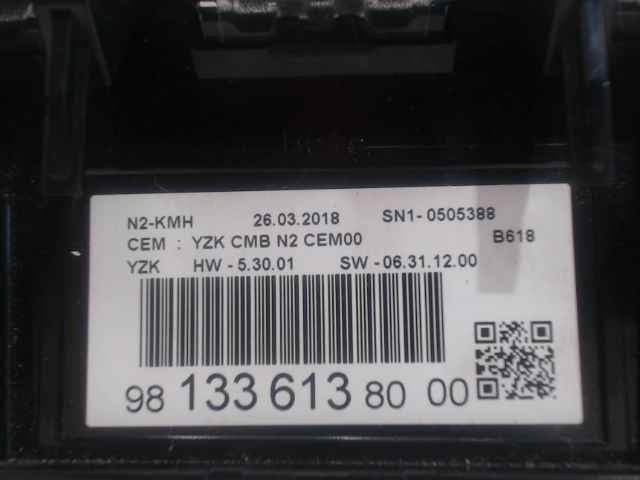 N2-KMH 26.03.2018 SN1- 0505388
CEM : YZK CMB N2 CEM00 B618
YZK HW - 5.30.01 SW - 06.31.12.00
98 133 613 80 00